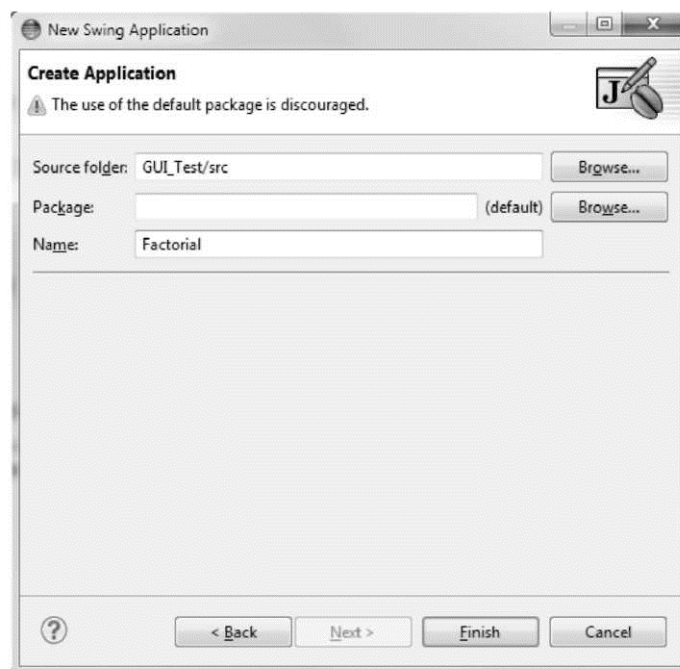 New Swing Application
Create Application
The use of the default package is discouraged.
J
Source folder: GUI_Test/src Browse...
Package: (default) Browse...
Name: Factorial
? < Back Next > Finish Cancel